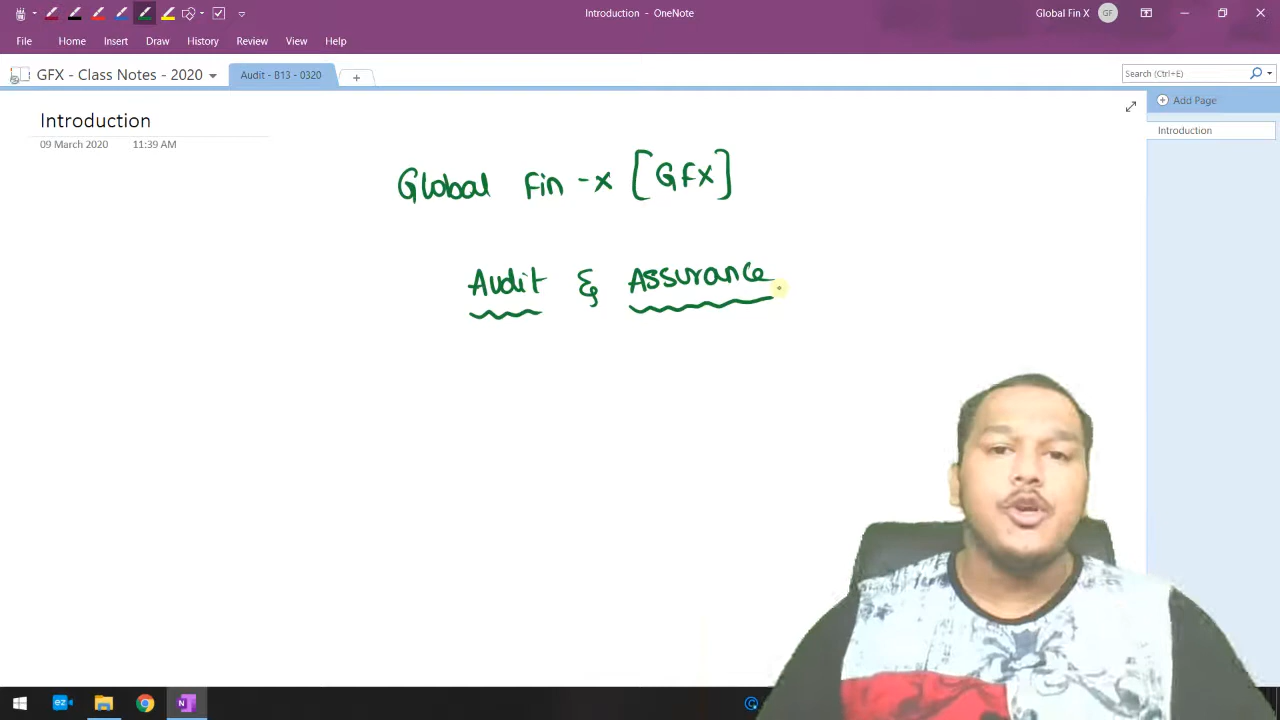 Introduction - OneNote
Global Fin X GF
File Home Insert Draw History Review View Help
GFX - Class Notes - 2020 Audit - B13 - 0320
Search (Ctrl+E)
Add Page
Introduction
Introduction
09 March 2020 11:39 AM
Global Fin - X [GFX]
Audit & Assurance
ez
N